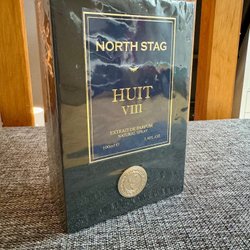 NORTH STAG
HUIT
VIII
EXTRAIT DE PARFUM
NATURAL SPRAY
100ml ℮ 3.4FL.OZ